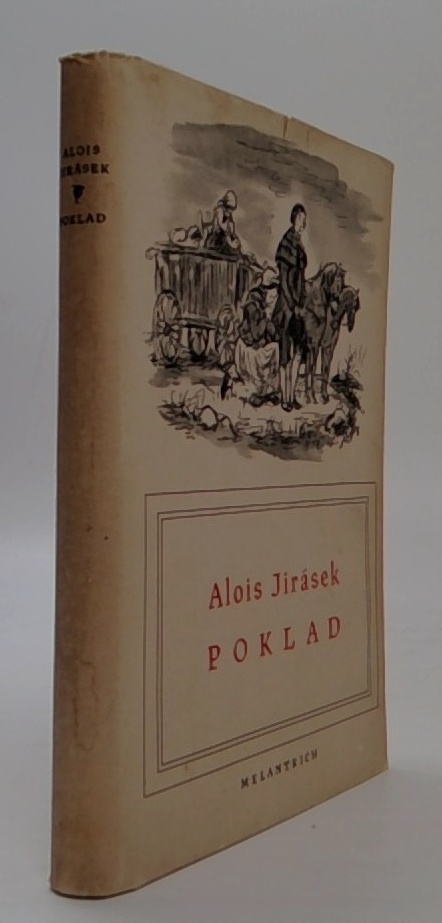 ALOIS
JIRÁSEK
POKLAD
Alois Jirásek
POKLAD
MELANTRICH